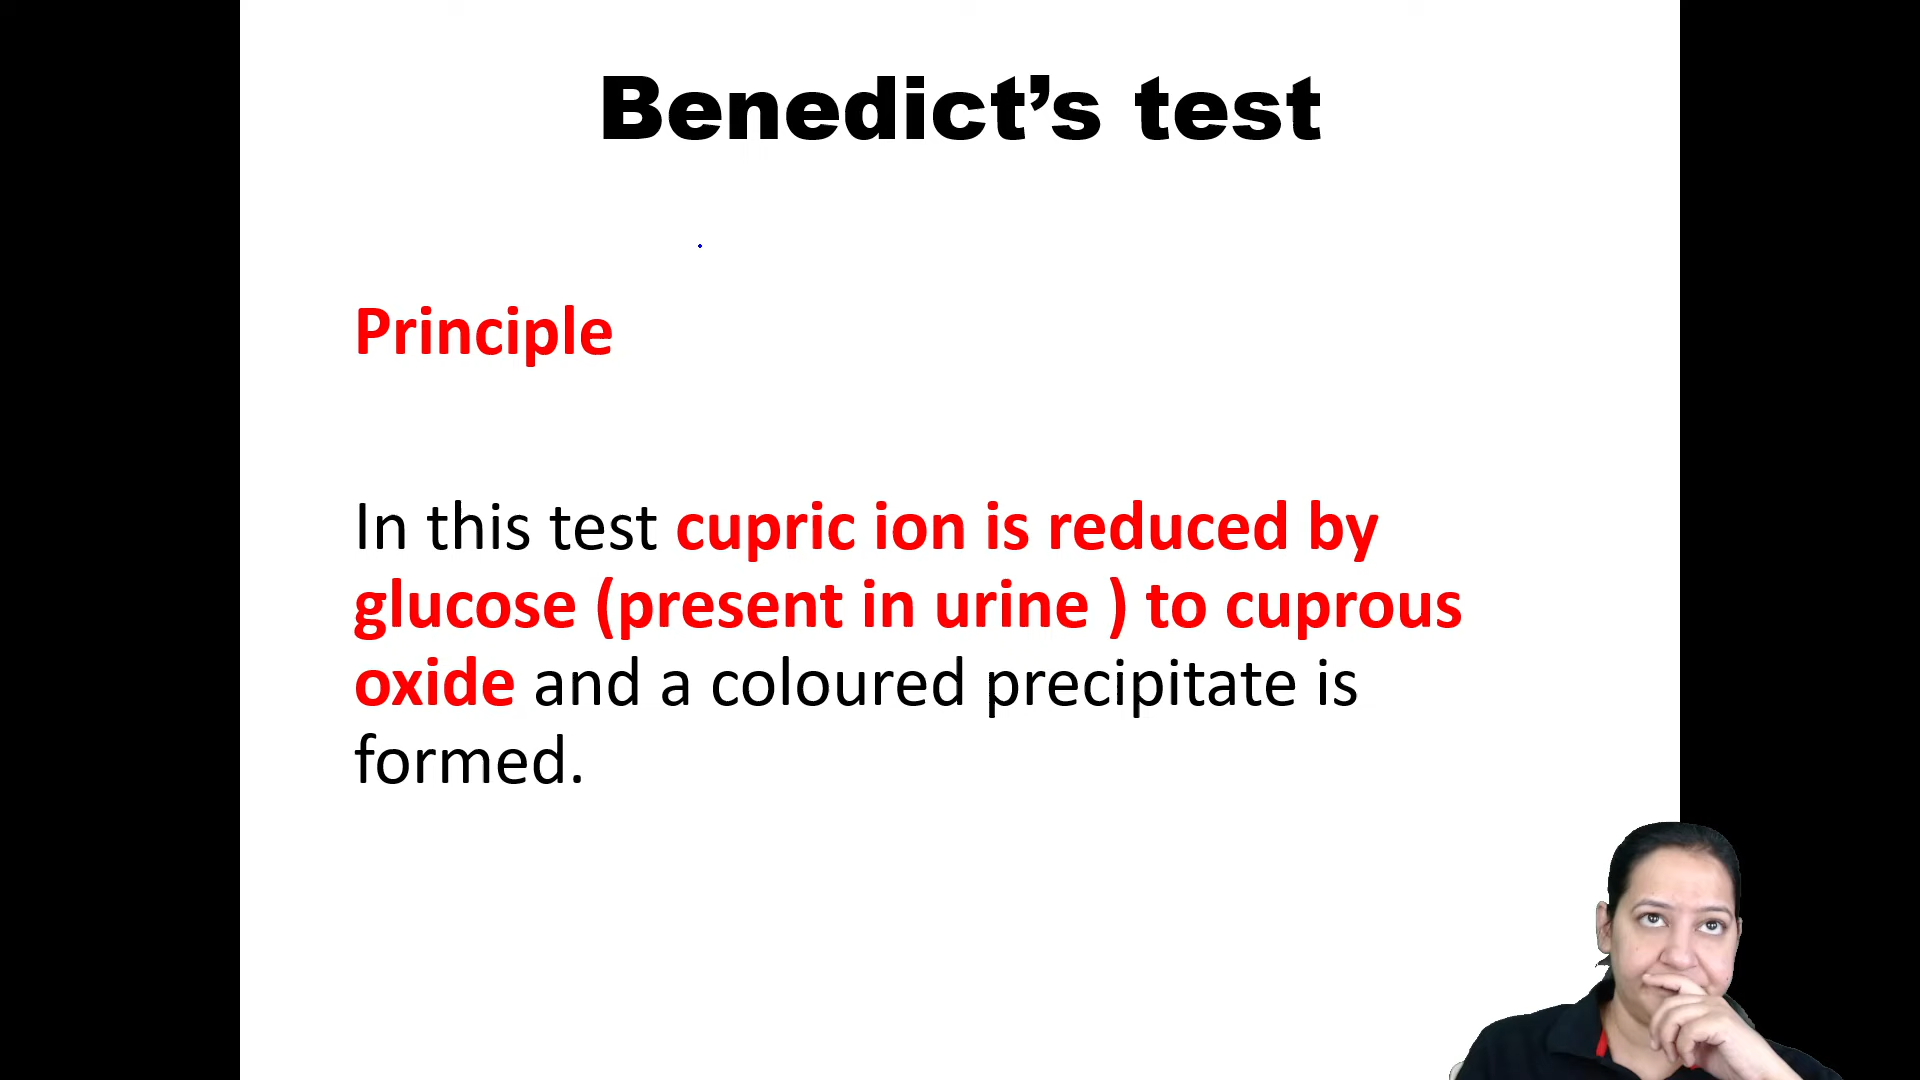 Benedict’s test
Principle
In this test cupric ion is reduced by
glucose (present in urine ) to cuprous
oxide and a coloured precipitate is
formed.